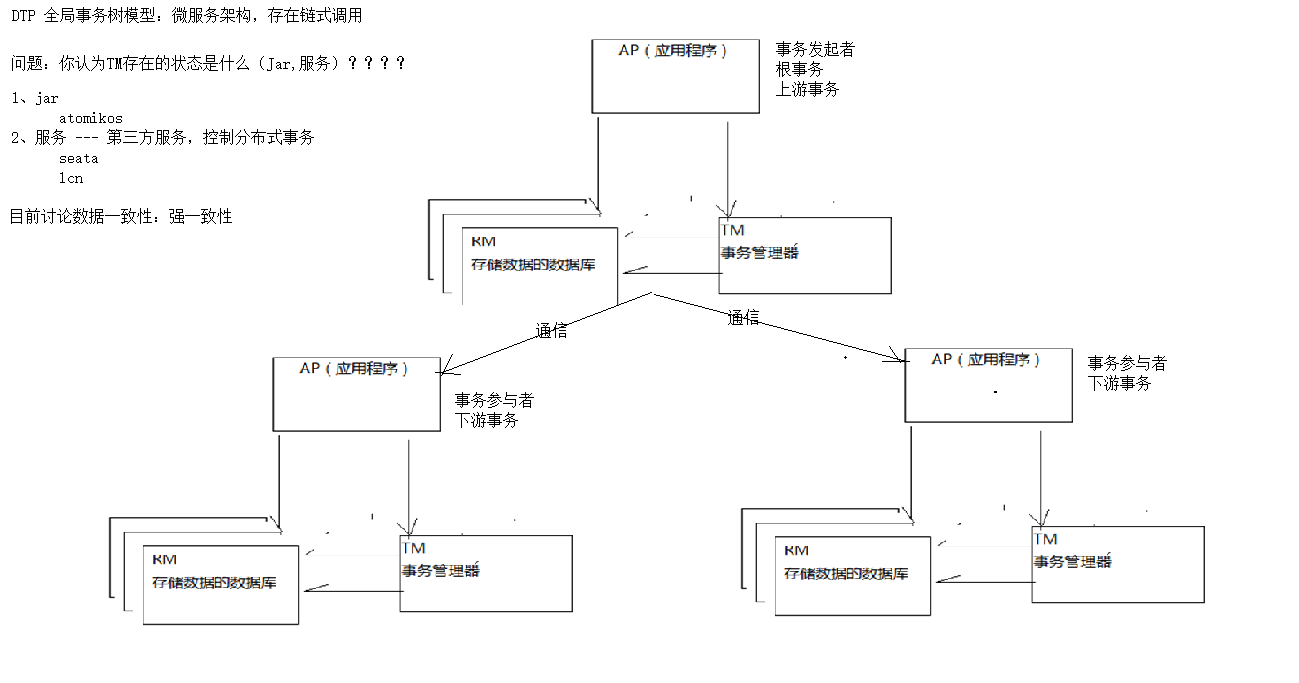 DTP 全局事务树模型：微服务架构，存在链式调用
问题：你认为TM存在的状态是什么（Jar,服务）？？？？
1、jar
atomikos
2、服务 --- 第三方服务，控制分布式事务
seata
lcn
目前讨论数据一致性：强一致性
AP（应用程序）
事务发起者
根事务
上游事务
RM
存储数据的数据库
TM
事务管理器
通信
通信
AP（应用程序）
事务参与者
下游事务
AP（应用程序）
事务参与者
下游事务
RM
存储数据的数据库
TM
事务管理器
RM
存储数据的数据库
TM
事务管理器